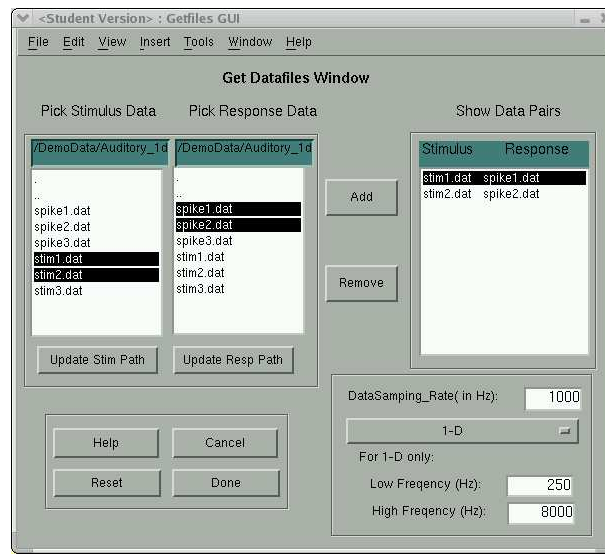 <Student Version> : Getfiles GUI
File Edit View Insert Tools Window Help
Get Datafiles Window
Pick Stimulus Data
/DemoData/Auditory_1d
.
..
spike1.dat
spike2.dat
spike3.dat
stim1.dat
stim2.dat
stim3.dat
Update Stim Path
Pick Response Data
/DemoData/Auditory_1d
.
..
spike1.dat
spike2.dat
spike3.dat
stim1.dat
stim2.dat
stim3.dat
Update Resp Path
Add
Remove
Show Data Pairs
Stimulus Response
stim1.dat spike1.dat
stim2.dat spike2.dat
Help Cancel
Reset Done
DataSamping_Rate( in Hz): 1000
1-D
For 1-D only:
Low Freqency (Hz): 250
High Freqency (Hz): 8000